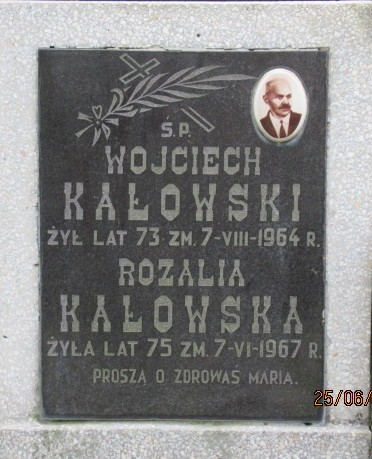 Ś.P.
WOJCIECH
KAŁOWSKI
ŻYŁ LAT 73 ZM. 7-VIII-1964 R.
ROZALIA
KAŁOWSKA
ŻYŁA LAT 75 ZM. 7-VI-1967 R.
PROSZĄ O ZDROWAŚ MARIA.
25/06/